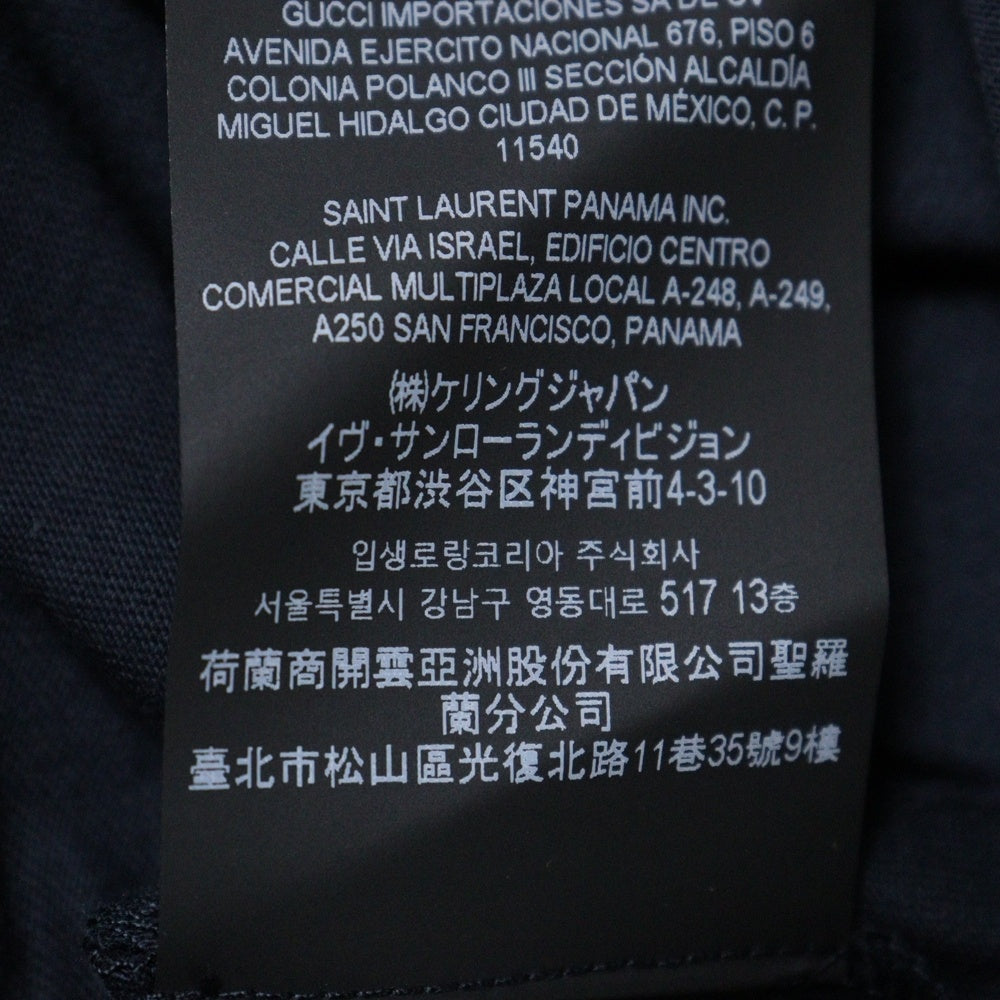 GUCCI IMPORTACIONES SA DE CV
AVENIDA EJERCITO NACIONAL 676, PISO 6
COLONIA POLANCO III SECCIÓN ALCALDÍA
MIGUEL HIDALGO CIUDAD DE MÉXICO, C. P.
11540
SAINT LAURENT PANAMA INC.
CALLE VIA ISRAEL, EDIFICIO CENTRO
COMERCIAL MULTIPLAZA LOCAL A-248, A-249,
A250 SAN FRANCISCO, PANAMA
(株)ケリングジャパン
イヴ・サンローランディビジョン
東京都渋谷区神宮前4-3-10
입생로랑코리아 주식회사
서울특별시 강남구 영동대로 517 13층
荷蘭商開雲亞洲股份有限公司聖羅
蘭分公司
臺北市松山區光復北路11巷35號9樓